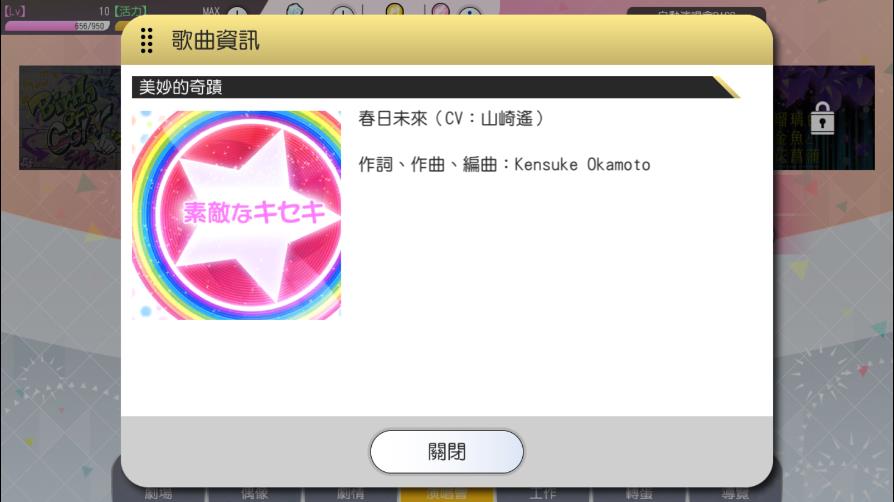 【Lv】
10【活力】
MAX
656/950
歌曲資訊
美妙的奇蹟
素敵なキセキ
春日未來（CV：山崎遙）
作詞、作曲、編曲：Kensuke Okamoto
關閉
劇場
偶像
劇情
演唱會
工作
轉蛋
導覽